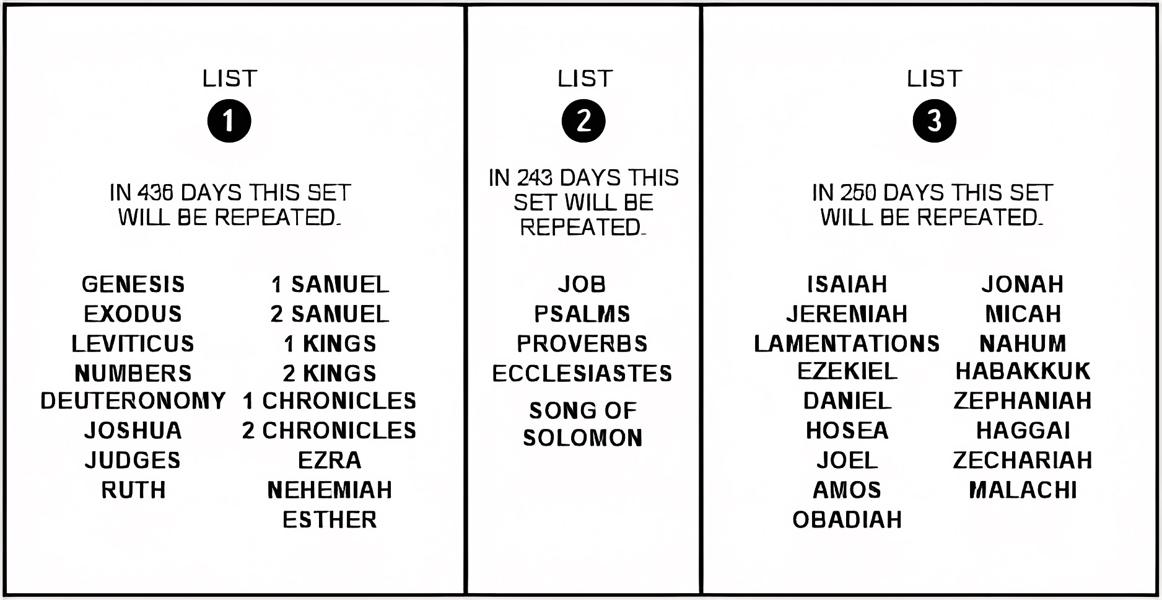 LIST
1
IN 436 DAYS THIS SET
WILL BE REPEATED.
GENESIS
EXODUS
LEVITICUS
NUMBERS
DEUTERONOMY
JOSHUA
JUDGES
RUTH
1 SAMUEL
2 SAMUEL
1 KINGS
2 KINGS
1 CHRONICLES
2 CHRONICLES
EZRA
NEHEMIAH
ESTHER
LIST
2
IN 243 DAYS THIS
SET WILL BE
REPEATED.
JOB
PSALMS
PROVERBS
ECCLESIASTES
SONG OF
SOLOMON
LIST
3
IN 250 DAYS THIS SET
WILL BE REPEATED.
ISAIAH
JEREMIAH
LAMENTATIONS
EZEKIEL
DANIEL
HOSEA
JOEL
AMOS
OBADIAH
JONAH
MICAH
NAHUM
HABAKKUK
ZEPHANIAH
HAGGAI
ZECHARIAH
MALACHI